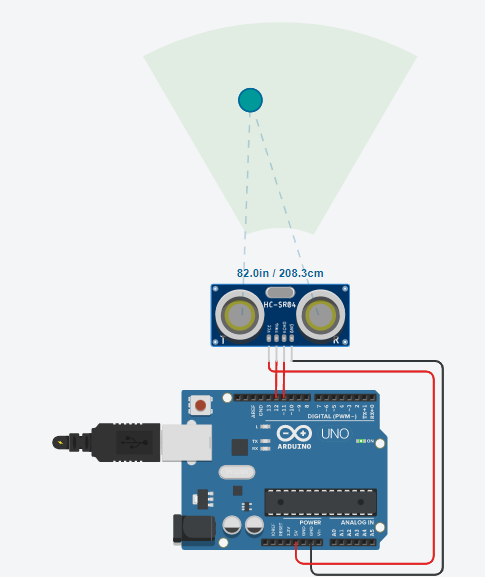 82.0in / 208.3cm
HC-SR04
VCC
TRIG
ECHO
GND
T
R
AREF
GND
13
12
~11
~10
~9
8
7
~6
~5
4
~3
2
TX→1
RX←0
DIGITAL (PWM~)
L
TX
RX
UNO
ARDUINO
ON
POWER
ANALOG IN
IOREF
RESET
3.3V
5V
GND
GND
Vin
A0
A1
A2
A3
A4
A5